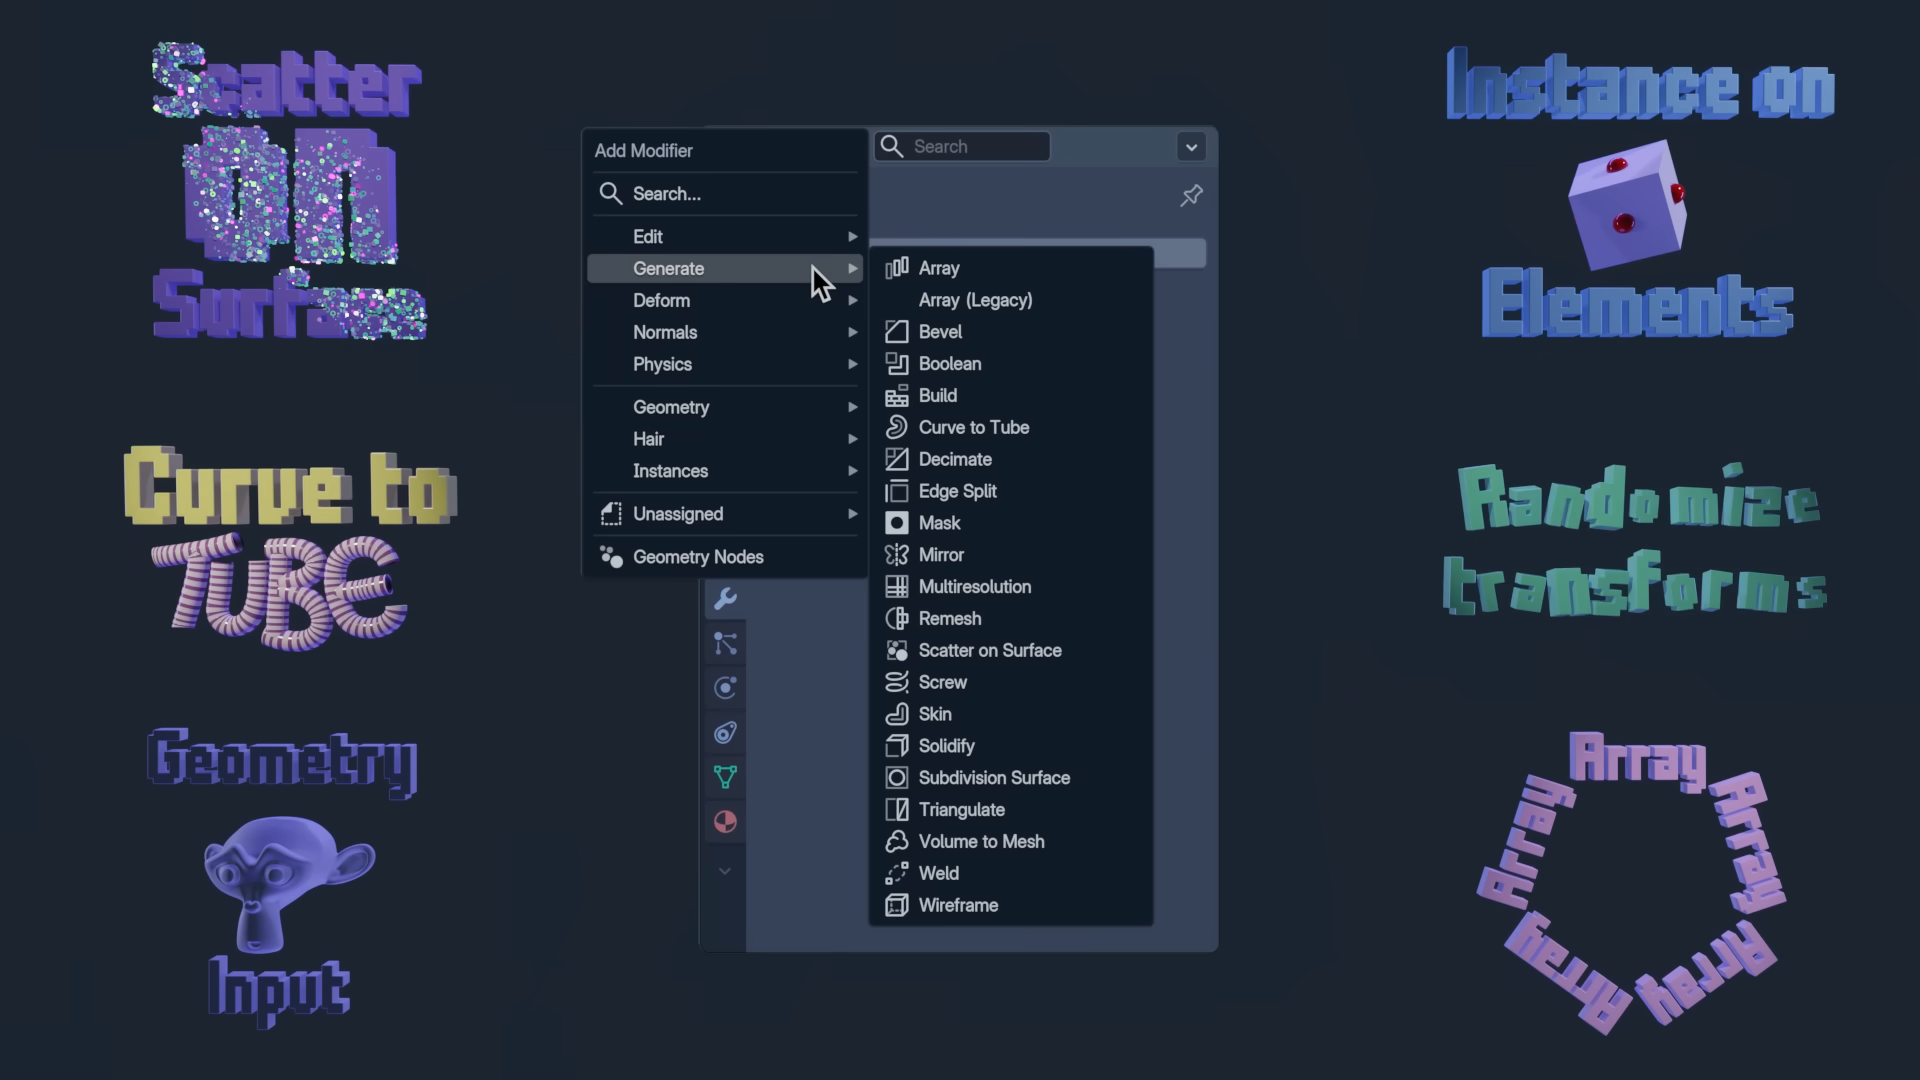 Scatter
on
Surface
Curve to
TUBE
Geometry
Input
Add Modifier
Search...
Edit
Generate
Deform
Normals
Physics
Geometry
Hair
Instances
Unassigned
Geometry Nodes
Search
Array
Array (Legacy)
Bevel
Boolean
Build
Curve to Tube
Decimate
Edge Split
Mask
Mirror
Multiresolution
Remesh
Scatter on Surface
Screw
Skin
Solidify
Subdivision Surface
Triangulate
Volume to Mesh
Weld
Wireframe
Instance on
Elements
Randomize
transforms
Array
Array
Array
Array
Array